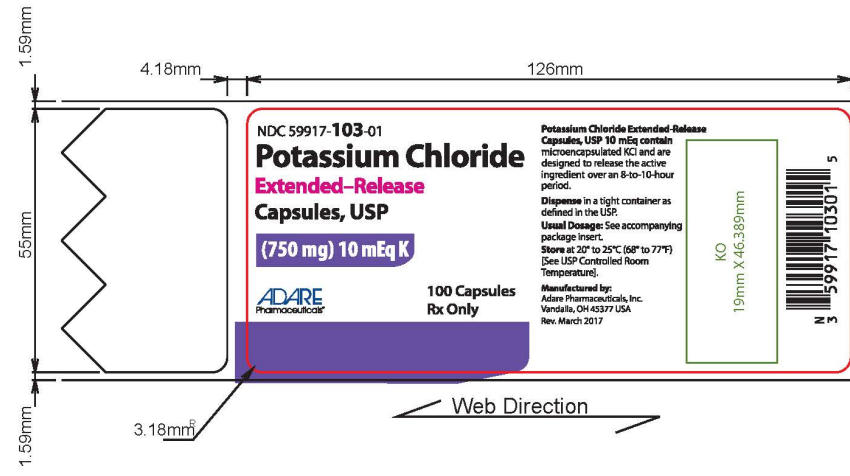 1.59mm
4.18mm
126mm
55mm
NDC 59917-103-01
Potassium Chloride
Extended-Release
Capsules, USP
(750 mg) 10 mEq K
ADARE
Pharmaceuticals
100 Capsules
Rx Only
Potassium Chloride Extended-Release
Capsules, USP 10 mEq contain
microencapsulated KCl and are
designed to release the active
ingredient over an 8-to-10-hour
period.
Dispense in a tight container as
defined in the USP.
Usual Dosage: See accompanying
package insert.
Store at 20° to 25°C (68° to 77°F)
[See USP Controlled Room
Temperature].
Manufactured by:
Adare Pharmaceuticals, Inc.
Vandalia, OH 45377 USA
Rev. March 2017
KO
19mm X 46.389mm
N
3 59917 10301 5
1.59mm
3.18mm R
Web Direction